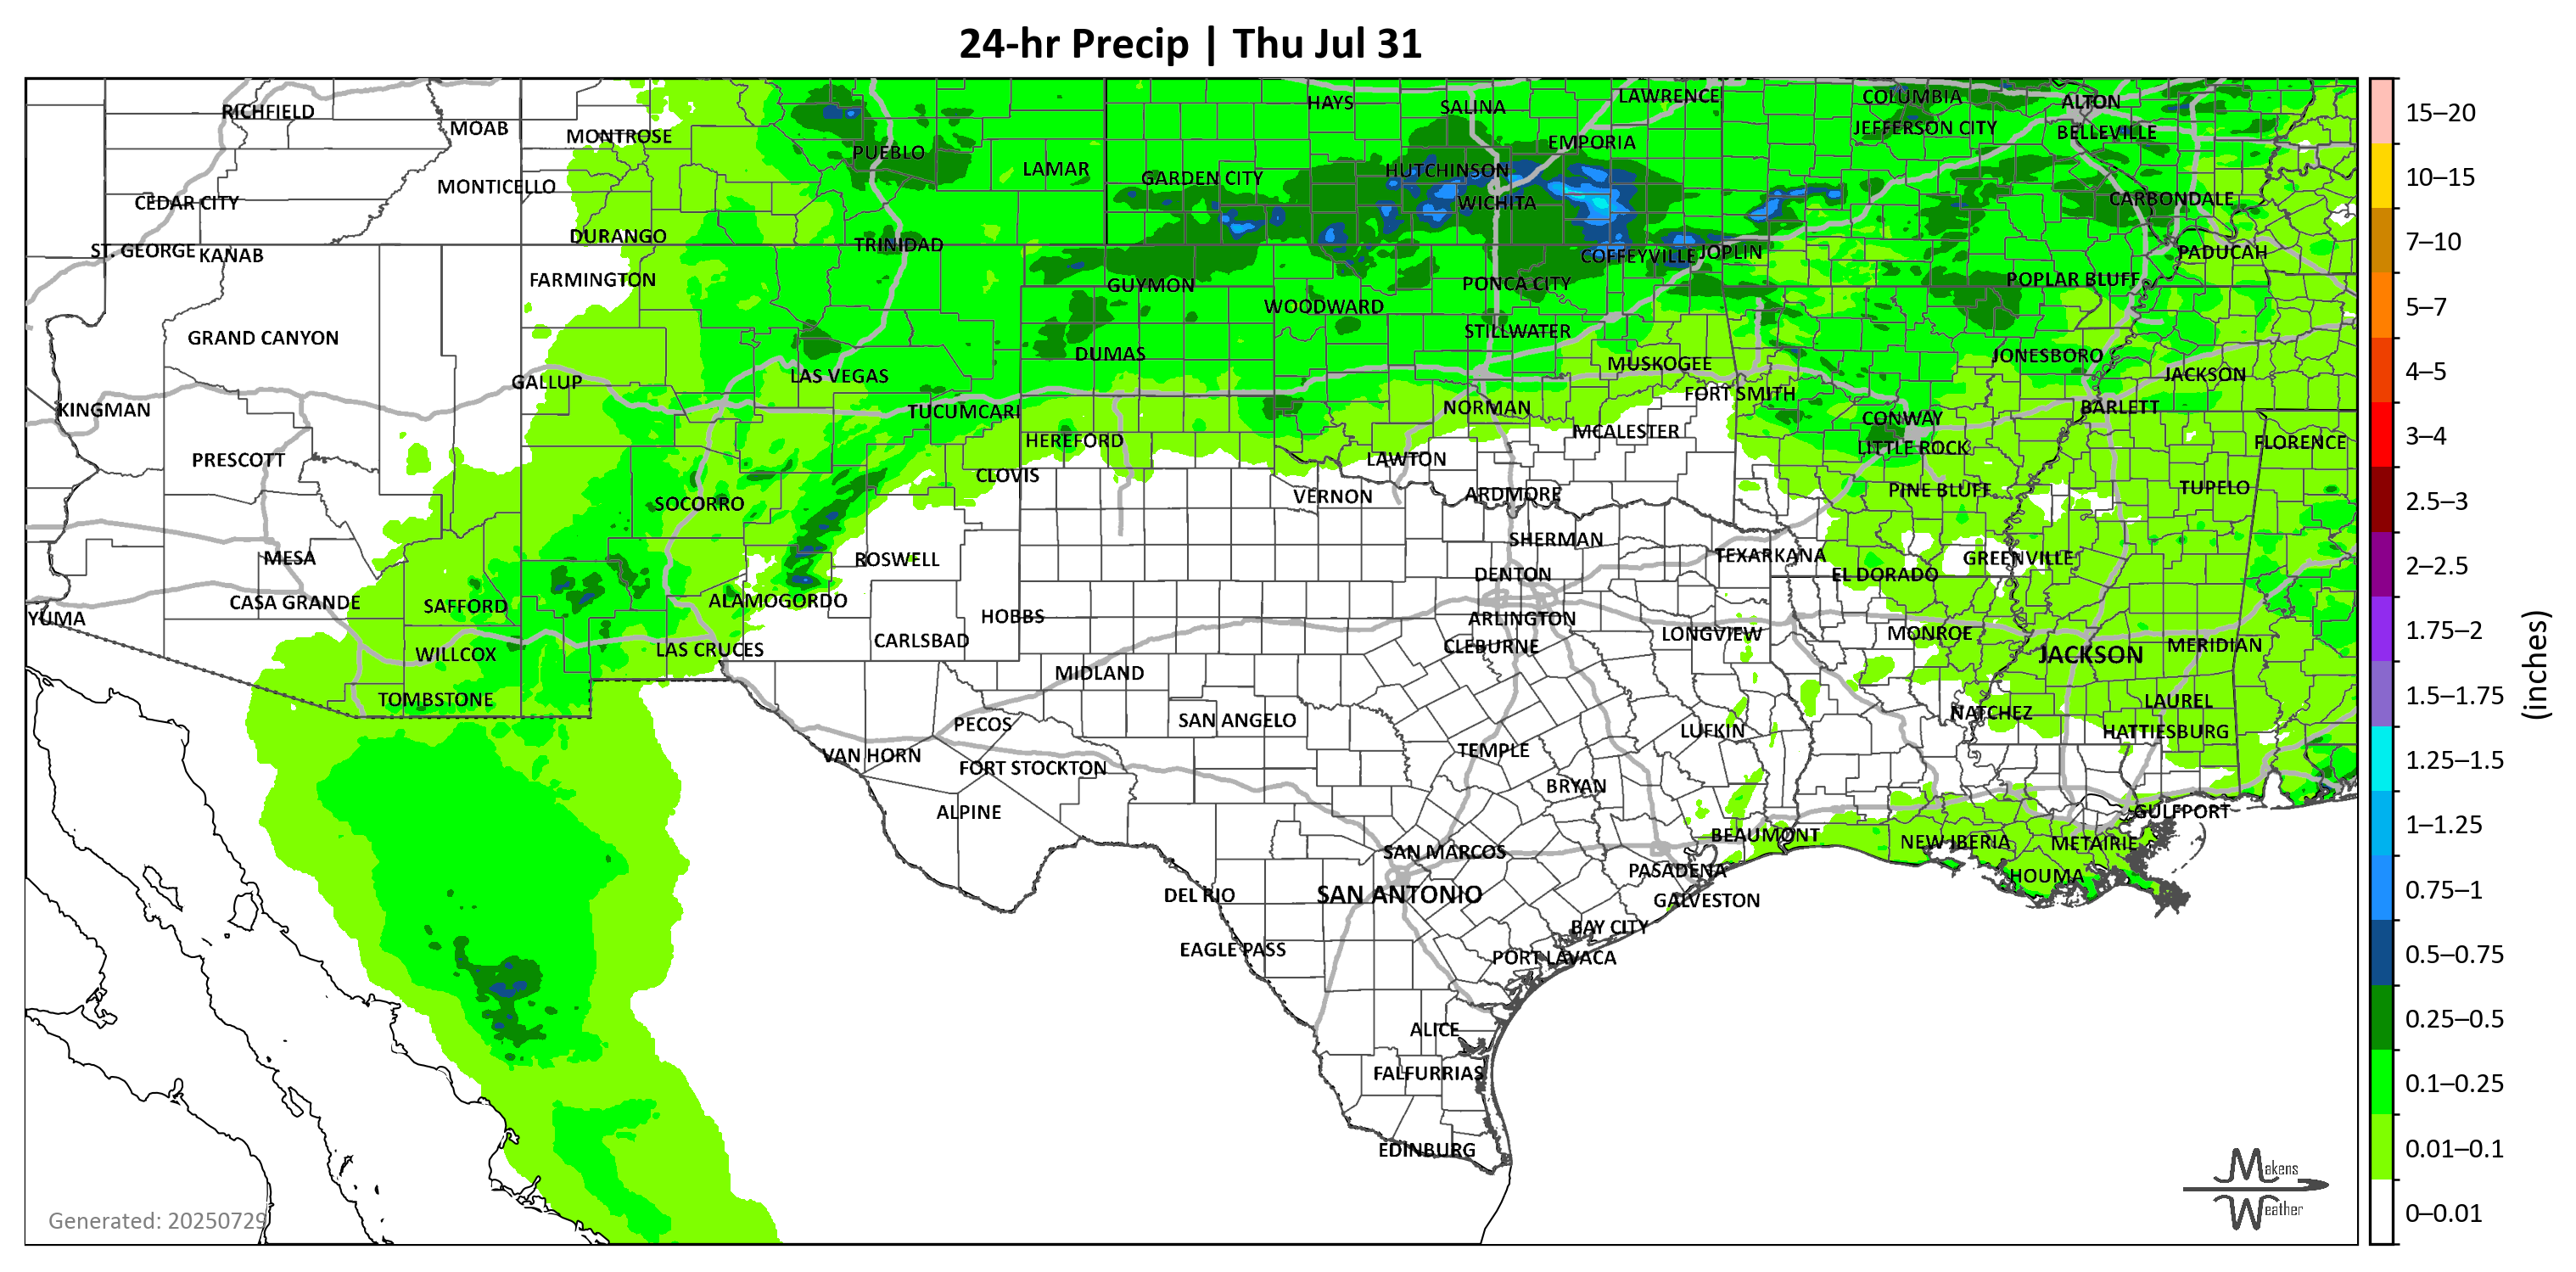 24-hr Precip | Thu Jul 31
RICHFIELD
MOAB
MONTROSE
PUEBLO
LAMAR
HAYS
SALINA
LAWRENCE
COLUMBIA
ALTON
EMPORIA
JEFFERSON CITY
BELLEVILLE
MONTICELLO
GARDEN CITY
HUTCHINSON
CEDAR CITY
WICHITA
CARBONDALE
DURANGO
TRINIDAD
ST. GEORGE
KANAB
COFFEYVILLE
JOPLIN
PADUCAH
FARMINGTON
GUYMON
PONCA CITY
POPLAR BLUFF
WOODWARD
GRAND CANYON
STILLWATER
DUMAS
JONESBORO
MUSKOGEE
GALLUP
LAS VEGAS
JACKSON
KINGMAN
TUCUMCARI
NORMAN
FORT SMITH
BARLETT
CONWAY
HEREFORD
MCALESTER
LITTLE ROCK
FLORENCE
PRESCOTT
CLOVIS
LAWTON
SOCORRO
VERNON
ARDMORE
PINE BLUFF
TUPELO
MESA
ROSWELL
SHERMAN
TEXARKANA
GREENVILLE
DENTON
EL DORADO
CASA GRANDE
SAFFORD
ALAMOGORDO
YUMA
HOBBS
ARLINGTON
WILLCOX
LAS CRUCES
CARLSBAD
CLEBURNE
LONGVIEW
MONROE
JACKSON
MERIDIAN
TOMBSTONE
MIDLAND
PECOS
SAN ANGELO
LUFKIN
NATCHEZ
LAUREL
HATTIESBURG
VAN HORN
FORT STOCKTON
TEMPLE
BRYAN
ALPINE
GULFPORT
BEAUMONT
NEW IBERIA
METAIRIE
SAN MARCOS
PASADENA
HOUMA
DEL RIO
SAN ANTONIO
GALVESTON
BAY CITY
EAGLE PASS
PORT LAVACA
ALICE
FALFURRIAS
EDINBURG
Generated: 20250729
Makens
Weather
15–20
10–15
7–10
5–7
4–5
3–4
2.5–3
2–2.5
1.75–2
1.5–1.75
1.25–1.5
1–1.25
0.75–1
0.5–0.75
0.25–0.5
0.1–0.25
0.01–0.1
0–0.01
(inches)